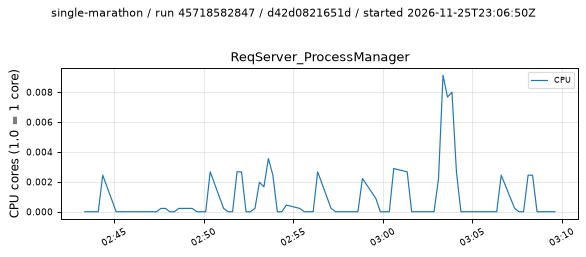 single-marathon / run 45718582847 / d42d0821651d / started 2026-11-25T23:06:50Z
ReqServer_ProcessManager
CPU
CPU cores (1.0 = 1 core)
0.008
0.006
0.004
0.002
0.000
02:45
02:50
02:55
03:00
03:05
03:10